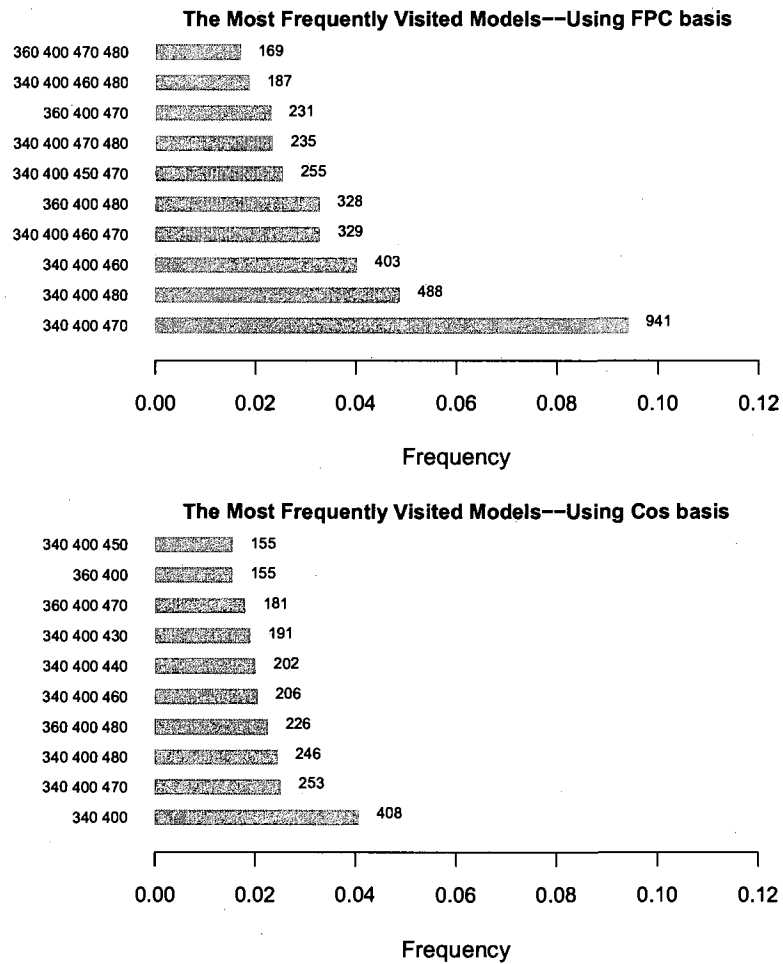 The Most Frequently Visited Models--Using FPC basis
360 400 470 480 169
340 400 460 480 187
360 400 470 231
340 400 470 480 235
340 400 450 470 255
360 400 480 328
340 400 460 470 329
340 400 460 403
340 400 480 488
340 400 470 941
0.00 0.02 0.04 0.06 0.08 0.10 0.12
Frequency
The Most Frequently Visited Models--Using Cos basis
340 400 450 155
360 400 155
360 400 470 181
340 400 430 191
340 400 440 202
340 400 460 206
360 400 480 226
340 400 480 246
340 400 470 253
340 400 408
0.00 0.02 0.04 0.06 0.08 0.10 0.12
Frequency